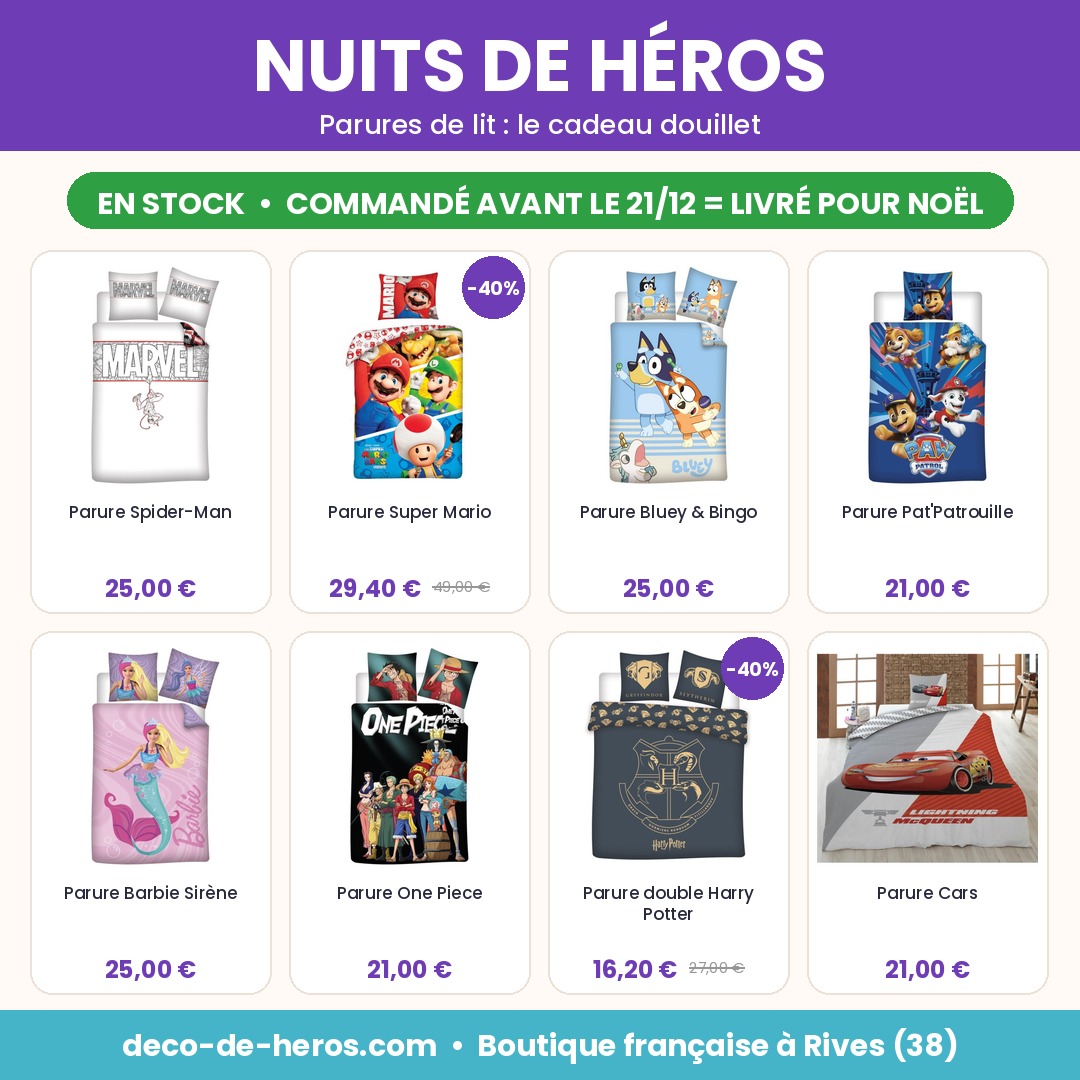 NUITS DE HÉROS
Parures de lit : le cadeau douillet
EN STOCK • COMMANDÉ AVANT LE 21/12 = LIVRÉ POUR NOËL
MARVEL
MARVEL
MARVEL
Parure Spider-Man
25,00 €
-40%
MARIO
Parure Super Mario
29,40 € 49,00 €
BLUEY
Parure Bluey & Bingo
25,00 €
PAW
PATROL
Parure Pat'Patrouille
21,00 €
Barbie
Parure Barbie Sirène
25,00 €
ONE PIECE
Parure One Piece
21,00 €
-40%
GRYFFINDOR
SLYTHERIN
H
Harry Potter
Parure double Harry
Potter
16,20 € 27,00 €
LIGHTNING
McQUEEN
Parure Cars
21,00 €
deco-de-heros.com • Boutique française à Rives (38)